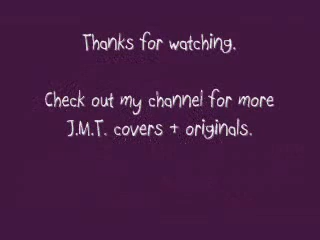 Thanks for watching.
Check out my channel for more
J.M.T. covers + originals.